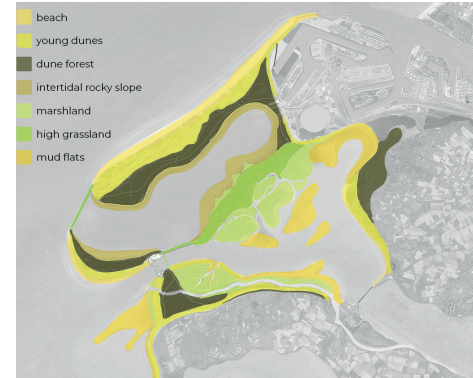 beach
young dunes
dune forest
intertidal rocky slope
marshland
high grassland
mud flats